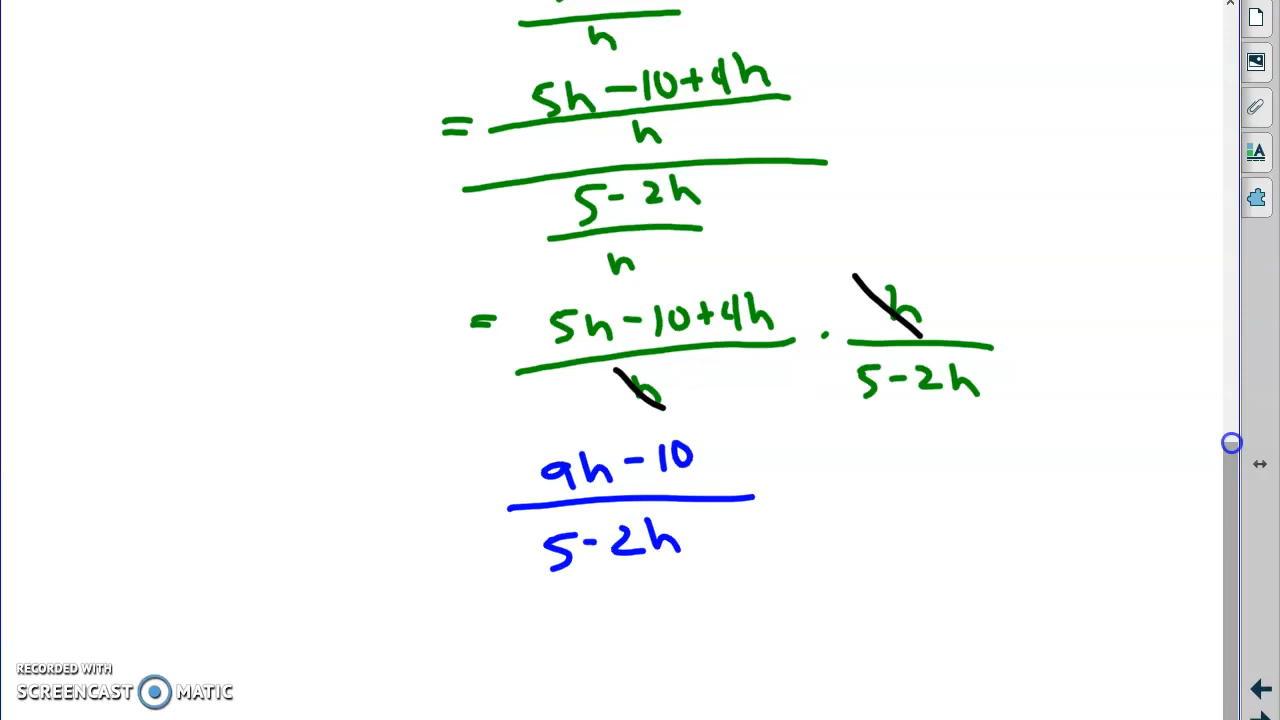 h
5h - 10 + 4h
= h
5 - 2h
h
= 5h - 10 + 4h · h
h 5 - 2h
9h - 10
5 - 2h
RECORDED WITH
SCREENCAST MATIC